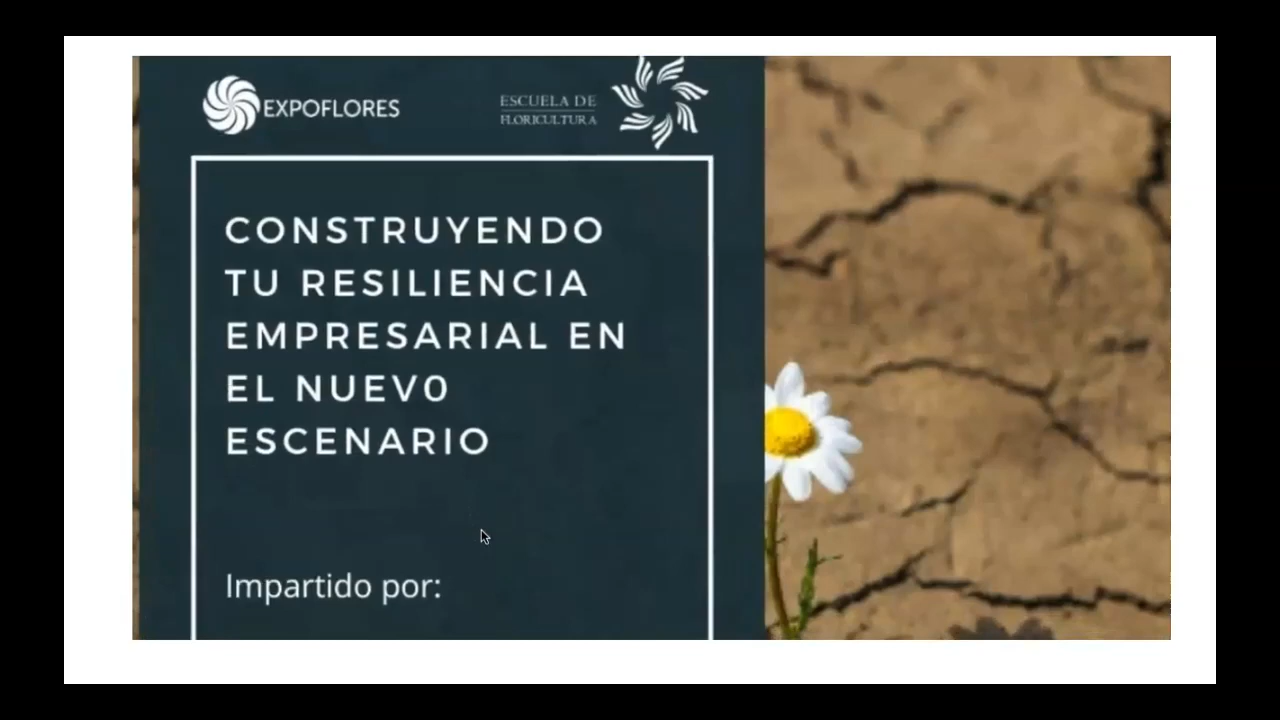 EXPOFLORES
ESCUELA DE
FLORICULTURA
CONSTRUYENDO
TU RESILIENCIA
EMPRESARIAL EN
EL NUEV0
ESCENARIO
Impartido por: